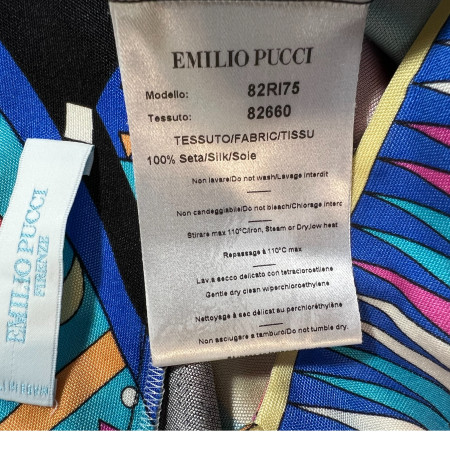 EMILIO PUCCI
Modello: 82RI75
Tessuto: 82660
TESSUTO/FABRIC/TISSU
100% Seta/Silk/Soie
Non lavare/Do not wash/Lavage interdit
Non candeggiabile/Do not bleach/Chlorage interc
Stirare max 110°C/Iron, Steam or Dry,low heat
Repassage à 110°C max
Lav.a secco delicato con tetracloroetilene
Gentle dry clean w/perchloroethylene
Nettoyage à sec délicat au perchloréthylène
Non asciugare a tamburo/Do not tumble dry.
EMILIO PUCCI
FIRENZE